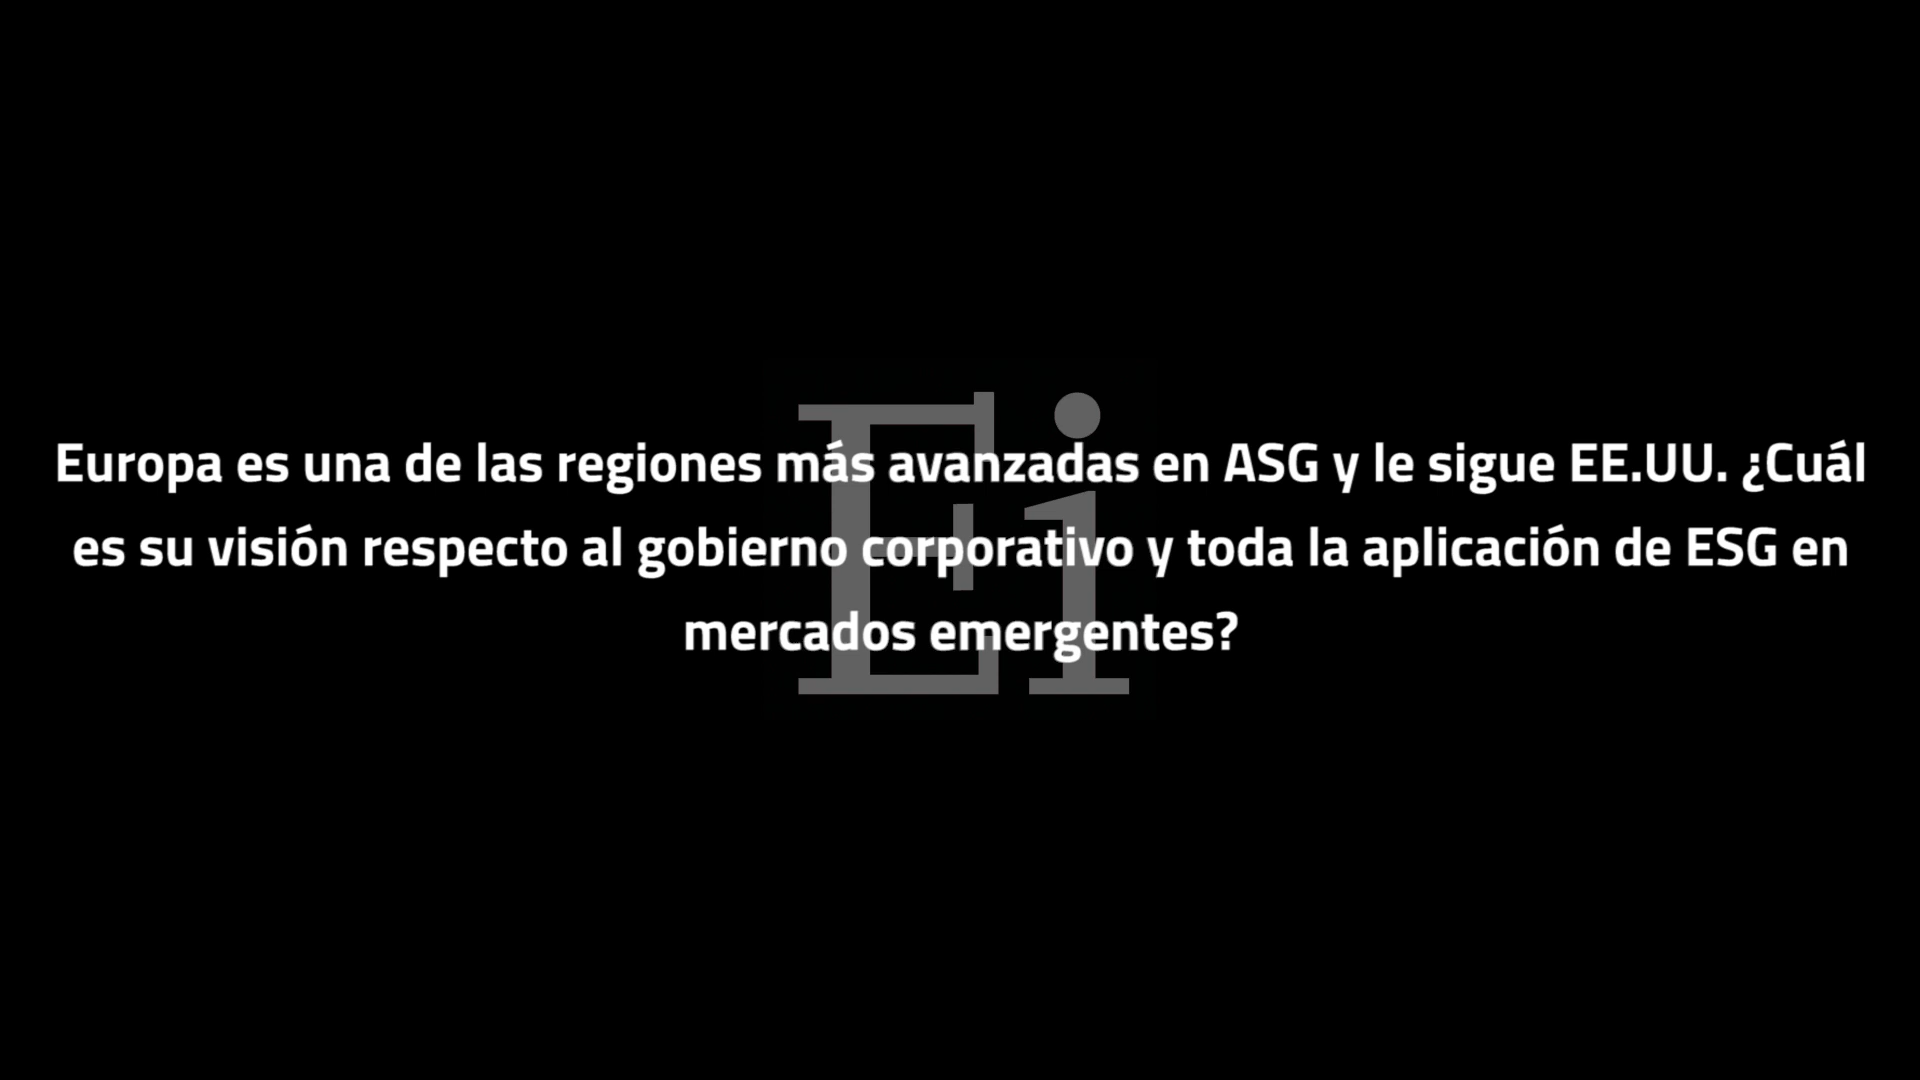 Europa es una de las regiones más avanzadas en ASG y le sigue EE.UU. ¿Cuál
es su visión respecto al gobierno corporativo y toda la aplicación de ESG en
mercados emergentes?
Ei